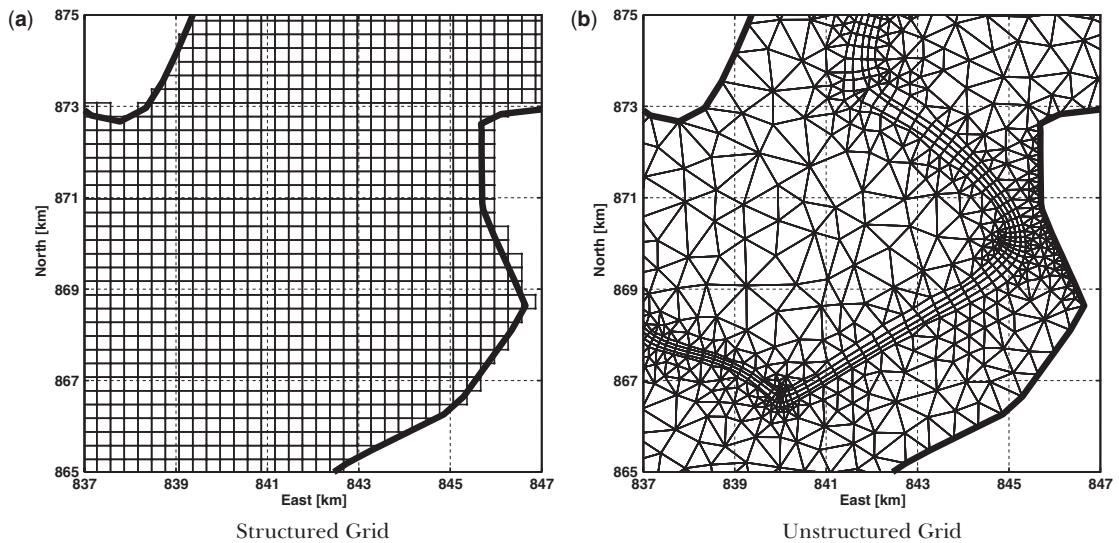 (a)
875
873
871
869
867
865
North [km]
837 839 841 843 845 847
East [km]
Structured Grid
(b)
875
873
871
869
867
865
North [km]
837 839 841 843 845 847
East [km]
Unstructured Grid